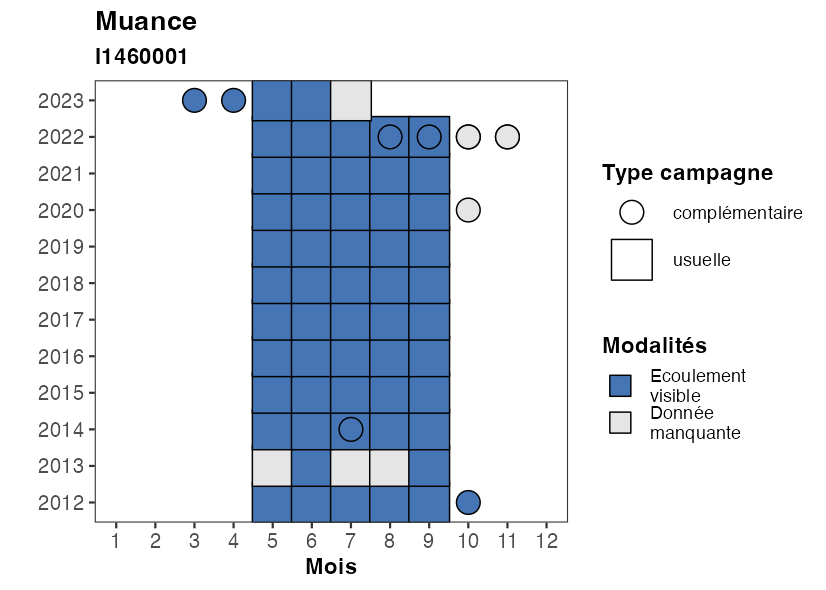 Muance
I1460001
2023
2022
2021
2020
2019
2018
2017
2016
2015
2014
2013
2012
1 2 3 4 5 6 7 8 9 10 11 12
Mois
Type campagne
complémentaire
usuelle
Modalités
Ecoulement
visible
Donnée
manquante